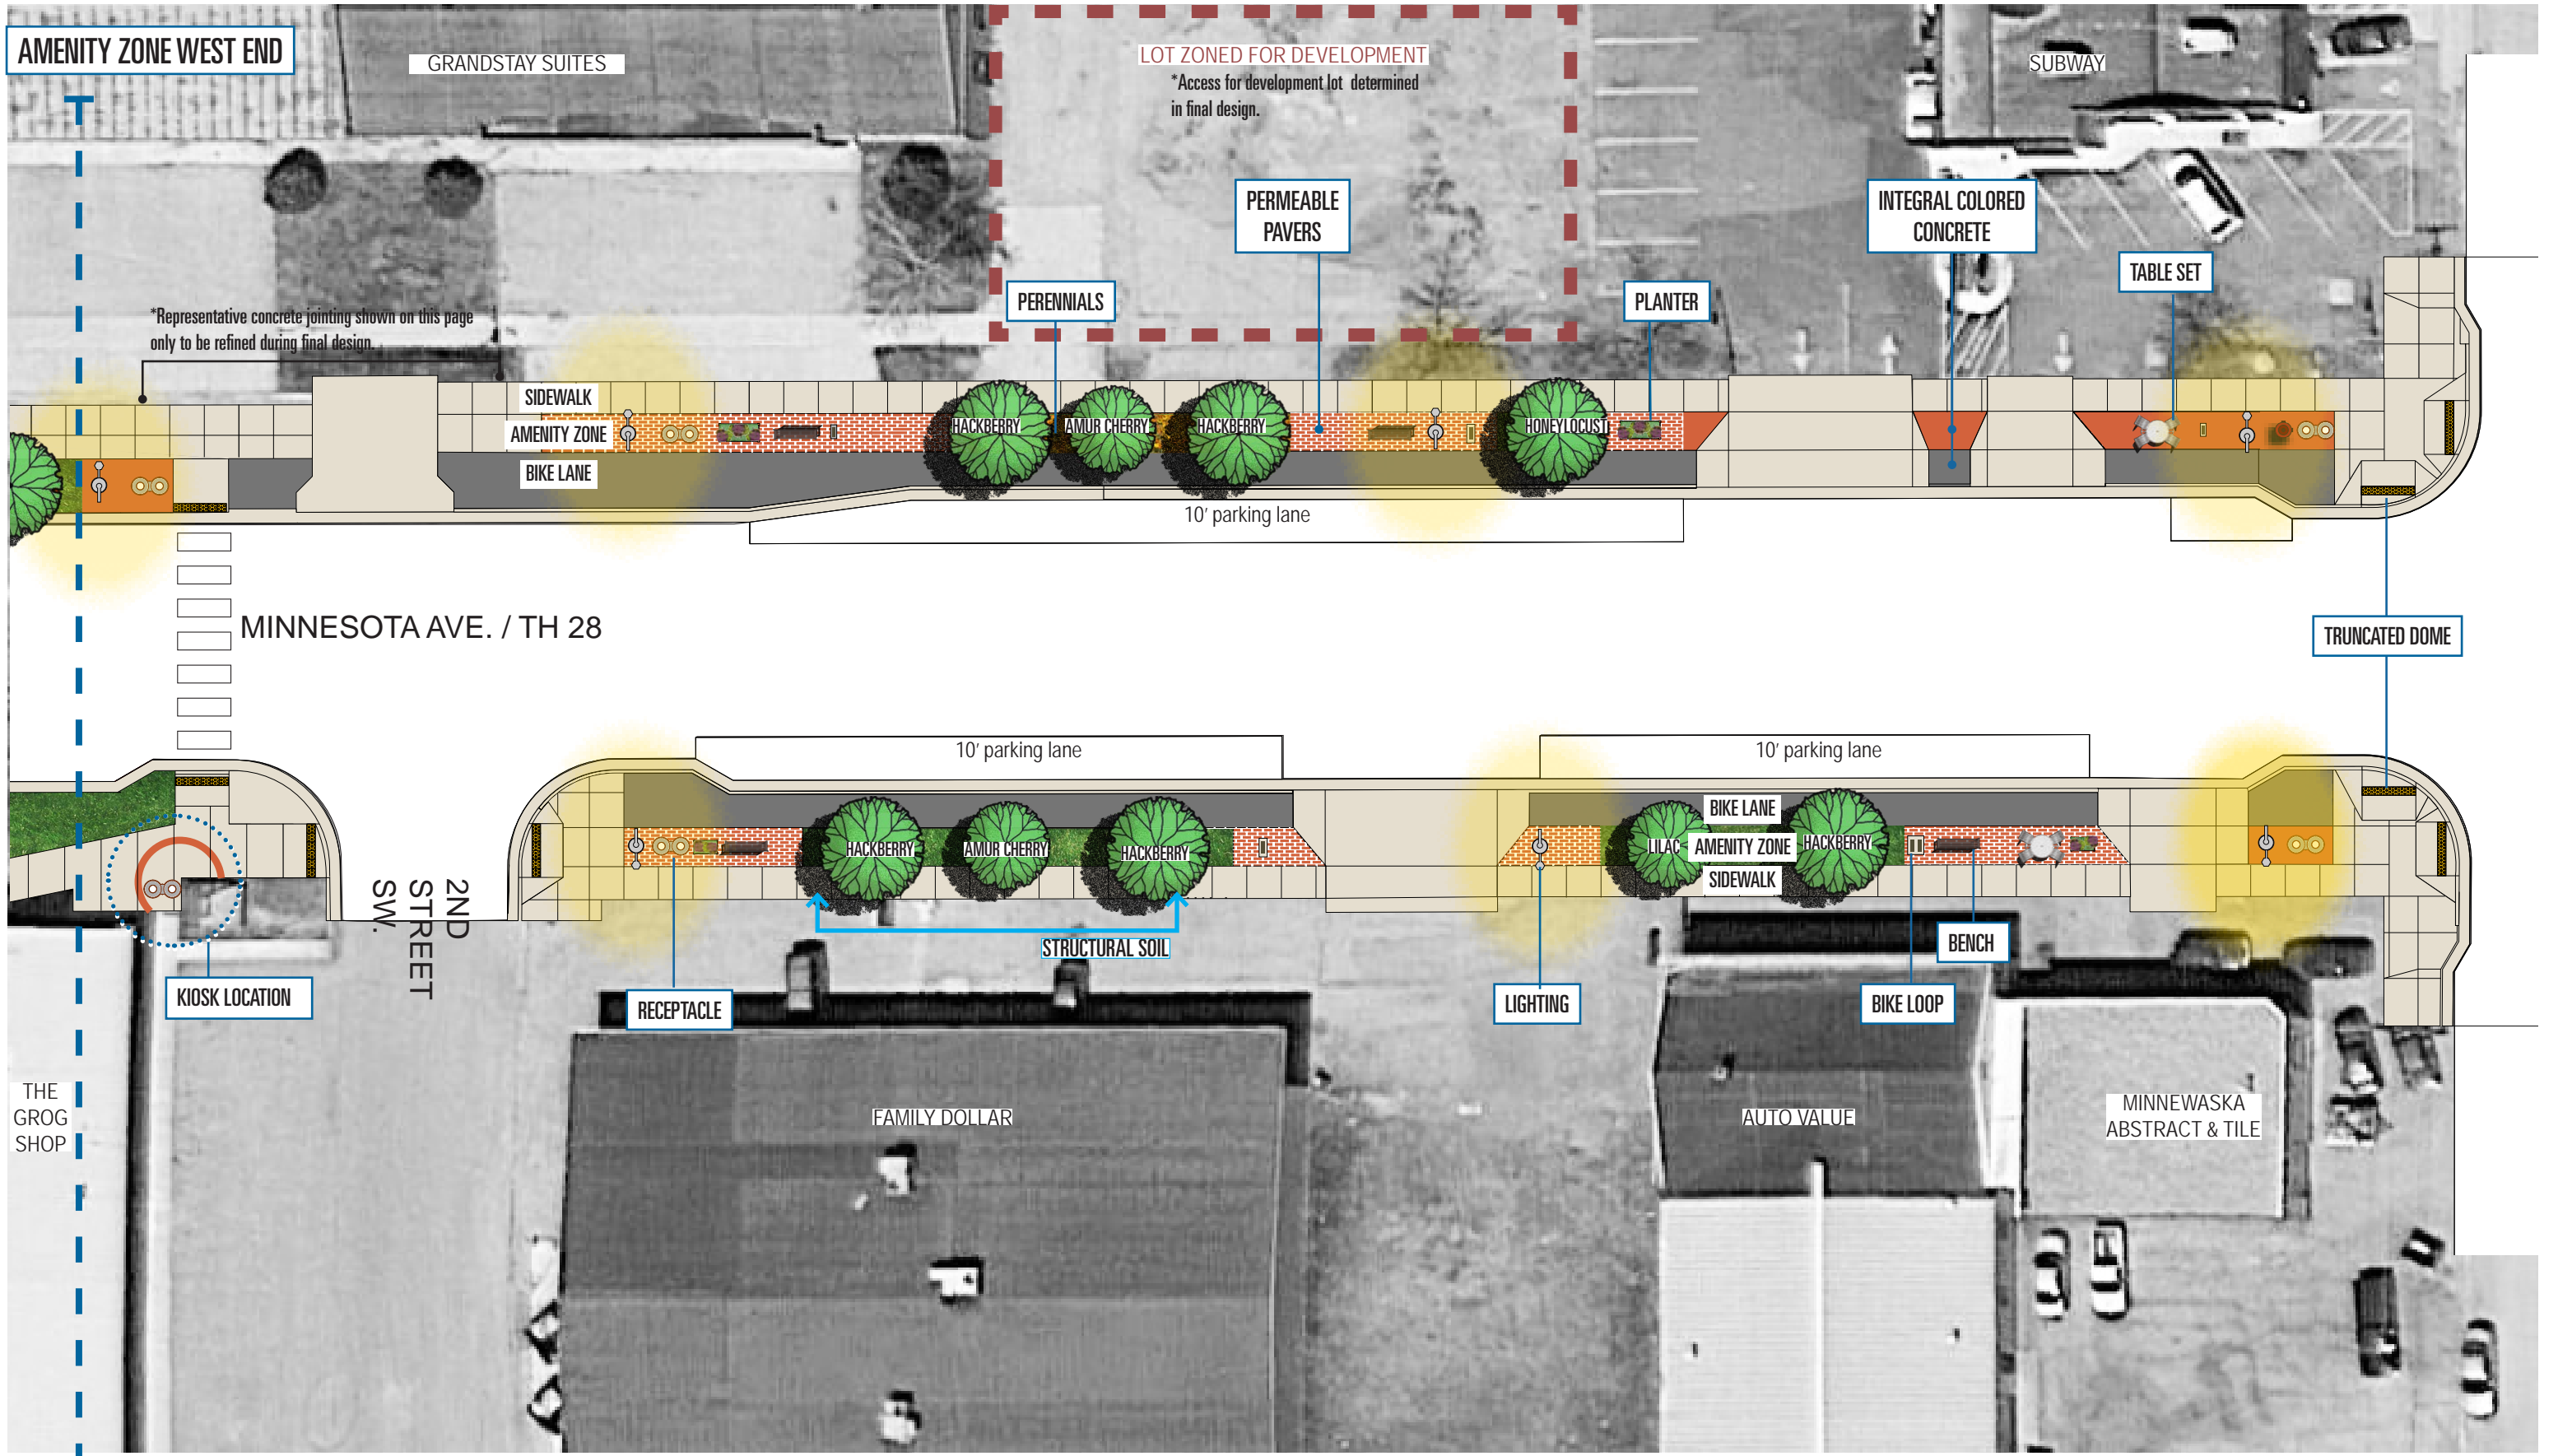 AMENITY ZONE WEST END
GRANDSTAY SUITES
LOT ZONED FOR DEVELOPMENT
*Access for development lot determined
in final design.
SUBWAY
PERMEABLE
PAVERS
INTEGRAL COLORED
CONCRETE
TABLE SET
PERENNIALS
PLANTER
*Representative concrete jointing shown on this page
only to be refined during final design.
SIDEWALK
AMENITY ZONE
BIKE LANE
HACKBERRY
AMUR CHERRY
HACKBERRY
HONEYLOCUST
10' parking lane
MINNESOTA AVE. / TH 28
TRUNCATED DOME
10' parking lane
10' parking lane
BIKE LANE
AMENITY ZONE
SIDEWALK
HACKBERRY
AMUR CHERRY
HACKBERRY
LILAC
HACKBERRY
2ND
STREET
SW.
STRUCTURAL SOIL
BENCH
KIOSK LOCATION
RECEPTACLE
LIGHTING
BIKE LOOP
THE
GROG
SHOP
FAMILY DOLLAR
AUTO VALUE
MINNEWASKA
ABSTRACT & TILE